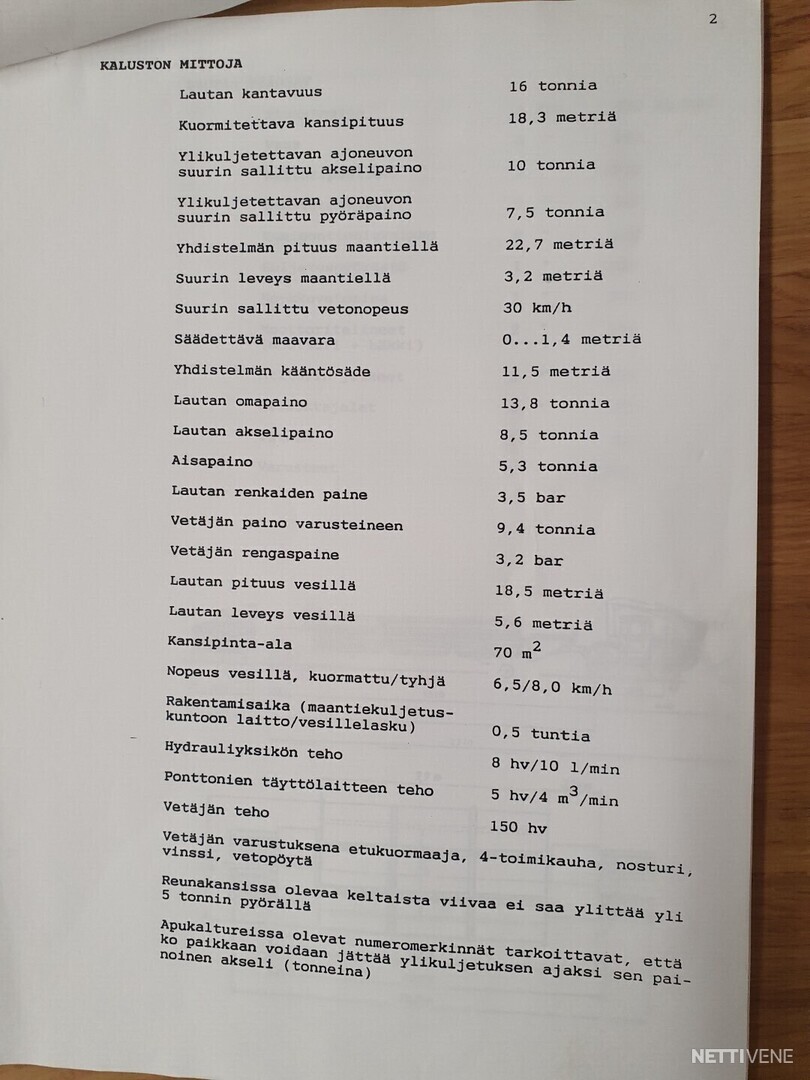 2
KALUSTON MITTOJA
Lautan kantavuus 16 tonnia
Kuormitettava kansipituus 18,3 metriä
Ylikuljetettavan ajoneuvon
suurin sallittu akselipaino 10 tonnia
Ylikuljetettavan ajoneuvon
suurin sallittu pyöräpaino 7,5 tonnia
Yhdistelmän pituus maantiellä 22,7 metriä
Suurin leveys maantiellä 3,2 metriä
Suurin sallittu vetonopeus 30 km/h
Säädettävä maavara 0...1,4 metriä
Yhdistelmän kääntösäde 11,5 metriä
Lautan omapaino 13,8 tonnia
Lautan akselipaino 8,5 tonnia
Aisapaino 5,3 tonnia
Lautan renkaiden paine 3,5 bar
Vetäjän paino varusteineen 9,4 tonnia
Vetäjän rengaspaine 3,2 bar
Lautan pituus vesillä 18,5 metriä
Lautan leveys vesillä 5,6 metriä
Kansipinta-ala 70 m²
Nopeus vesillä, kuormattu/tyhjä 6,5/8,0 km/h
Rakentamisaika (maantiekuljetus-
kuntoon laitto/vesillelasku) 0,5 tuntia
Hydrauliyksikön teho 8 hv/10 l/min
Ponttonien täyttölaitteen teho 5 hv/4 m³/min
Vetäjän teho 150 hv
Vetäjän varustuksena etukuormaaja, 4-toimikauha, nosturi,
vinssi, vetopöytä
Reunakansissa olevaa keltaista viivaa ei saa ylittää yli
5 tonnin pyörällä
Apukaltureissa olevat numeromerkinnät tarkoittavat, että
ko paikkaan voidaan jättää ylikuljetuksen ajaksi sen pai-
noinen akseli (tonneina)
NETTIVENE